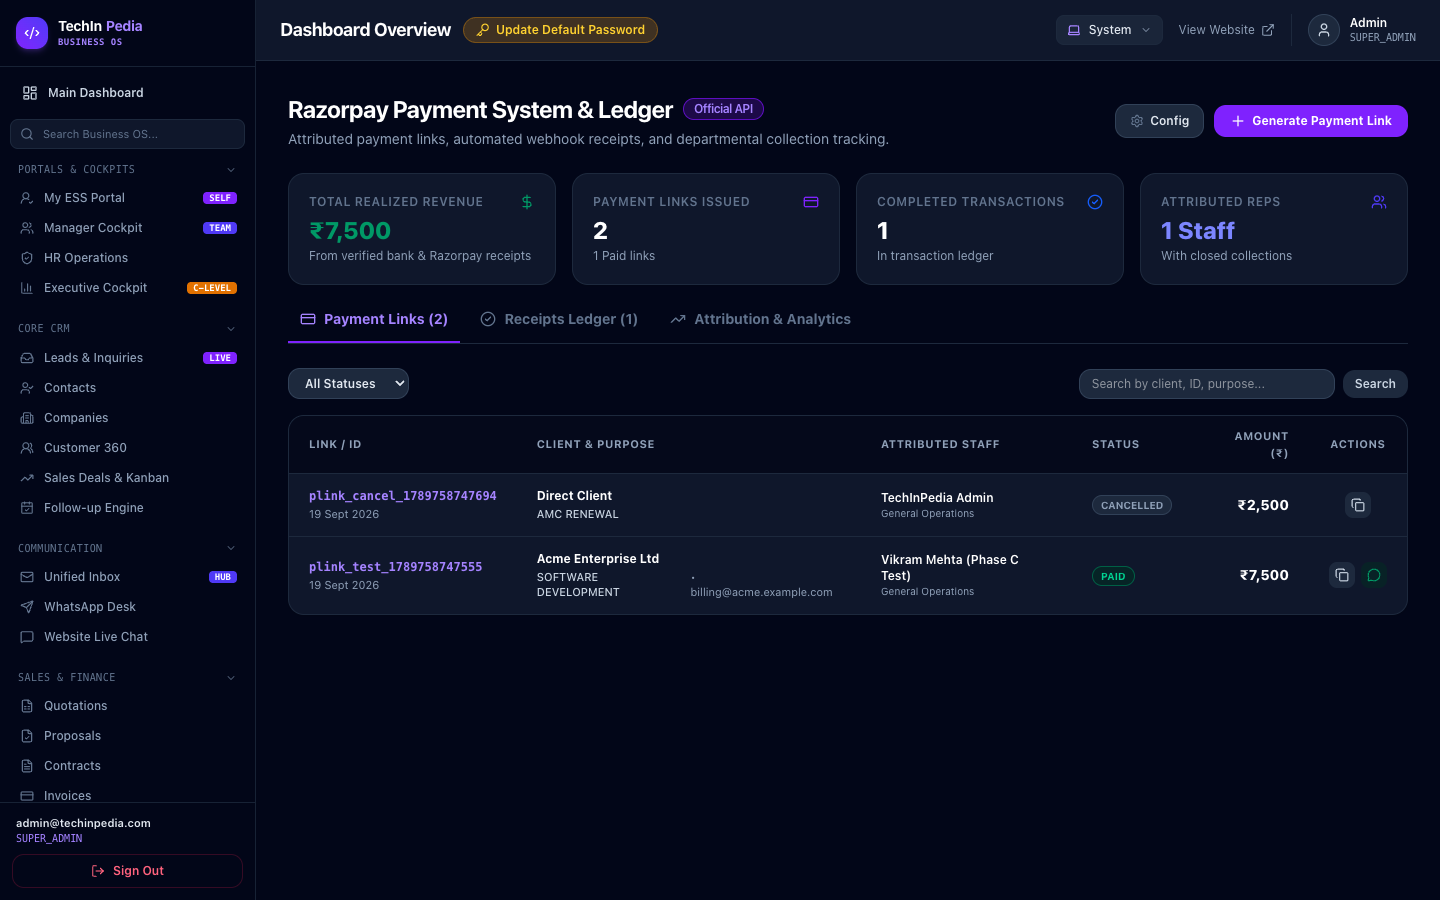 TechIn Pedia
BUSINESS OS
Main Dashboard
Search Business OS...
PORTALS & COCKPITS
My ESS Portal SELF
Manager Cockpit TEAM
HR Operations
Executive Cockpit C-LEVEL
CORE CRM
Leads & Inquiries LIVE
Contacts
Companies
Customer 360
Sales Deals & Kanban
Follow-up Engine
COMMUNICATION
Unified Inbox HUB
WhatsApp Desk
Website Live Chat
SALES & FINANCE
Quotations
Proposals
Contracts
Invoices
admin@techinpedia.com
SUPER_ADMIN
Sign Out
Dashboard Overview Update Default Password
System View Website
Admin
SUPER_ADMIN
Razorpay Payment System & Ledger Official API
Attributed payment links, automated webhook receipts, and departmental collection tracking.
Config Generate Payment Link
TOTAL REALIZED REVENUE
₹7,500
From verified bank & Razorpay receipts
PAYMENT LINKS ISSUED
2
1 Paid links
COMPLETED TRANSACTIONS
1
In transaction ledger
ATTRIBUTED REPS
1 Staff
With closed collections
Payment Links (2) Receipts Ledger (1) Attribution & Analytics
All Statuses
Search by client, ID, purpose... Search
LINK / ID CLIENT & PURPOSE ATTRIBUTED STAFF STATUS AMOUNT (₹) ACTIONS
plink_cancel_1789758747694
19 Sept 2026
Direct Client
AMC RENEWAL
TechInPedia Admin
General Operations
CANCELLED
₹2,500
plink_test_1789758747555
19 Sept 2026
Acme Enterprise Ltd
SOFTWARE DEVELOPMENT
• billing@acme.example.com
Vikram Mehta (Phase C Test)
General Operations
PAID
₹7,500